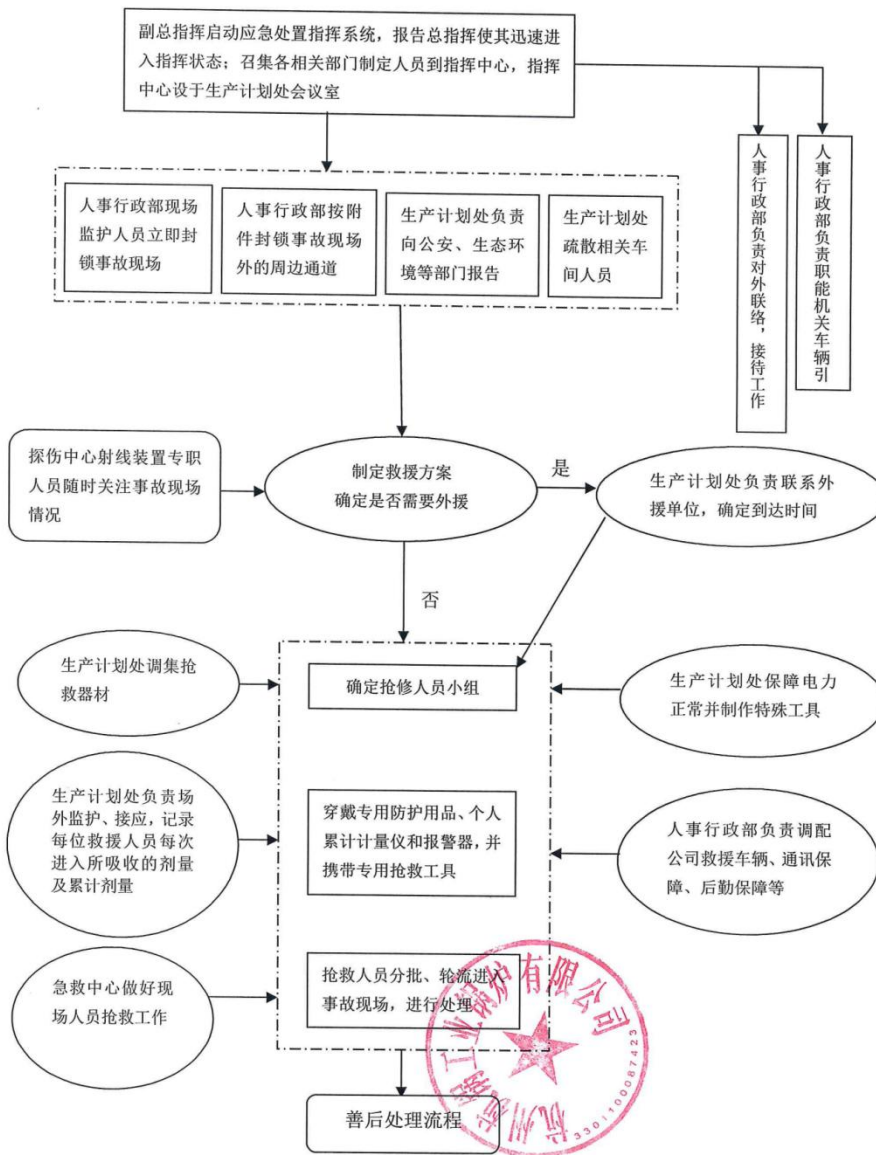 副总指挥启动应急处置指挥系统，报告总指挥使其迅速进
入指挥状态；召集各相关部门制定人员到指挥中心，指挥
中心设于生产计划处会议室
人事行政部现场
监护人员立即封
锁事故现场
人事行政部按附
件封锁事故现场
外的周边通道
生产计划处负责
向公安、生态环
境等部门报告
生产计划处
疏散相关车
间人员
人事行政部负责对外联络，接待工作
人事行政部负责职能机关车辆引
探伤中心射线装置专职
人员随时关注事故现场
情况
制定救援方案
确定是否需要外援
是
生产计划处负责联系外
援单位，确定到达时间
否
生产计划处调集抢
救器材
确定抢修人员小组
生产计划处保障电力
正常并制作特殊工具
生产计划处负责场
外监护、接应，记录
每位救援人员每次
进入所吸收的剂量
及累计剂量
穿戴专用防护用品、个人
累计计量仪和报警器，并
携带专用抢救工具
人事行政部负责调配
公司救援车辆、通讯保
障、后勤保障等
急救中心做好现
场人员抢救工作
抢救人员分批、轮流进入
事故现场，进行处理
善后处理流程
杭州杭锅工业锅炉有限公司
3301100087423